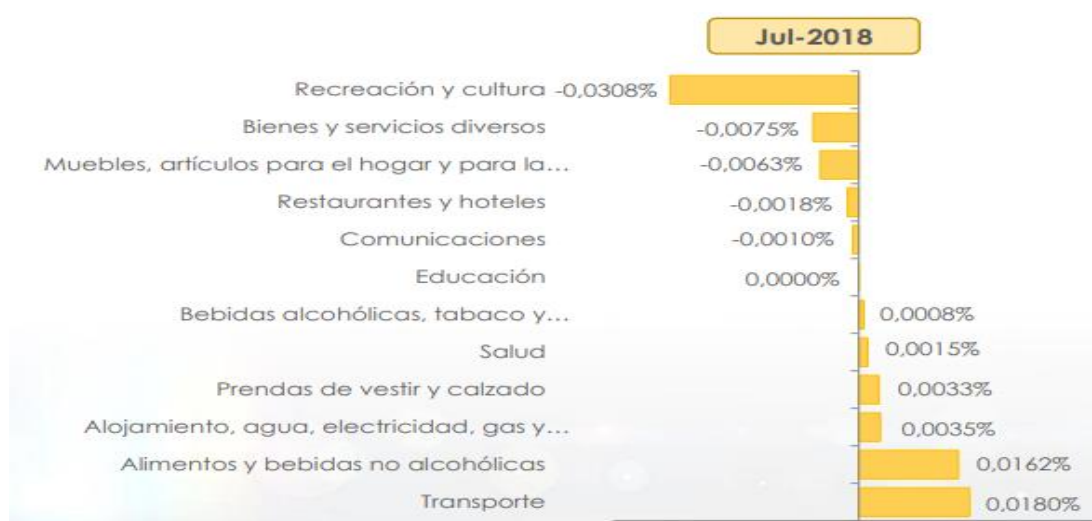 Jul-2018
Recreación y cultura -0,0308%
Bienes y servicios diversos -0,0075%
Muebles, artículos para el hogar y para la... -0,0063%
Restaurantes y hoteles -0,0018%
Comunicaciones -0,0010%
Educación 0,0000%
Bebidas alcohólicas, tabaco y... 0,0008%
Salud 0,0015%
Prendas de vestir y calzado 0,0033%
Alojamiento, agua, electricidad, gas y... 0,0035%
Alimentos y bebidas no alcohólicas 0,0162%
Transporte 0,0180%